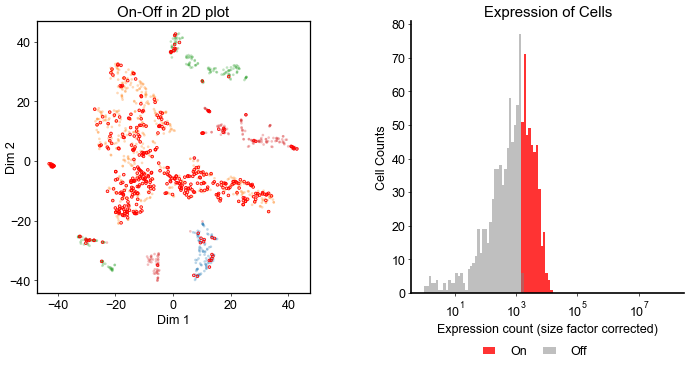 On-Off in 2D plot
Dim 2
40
20
0
−20
−40
−40 −20 0 20 40
Dim 1
Expression of Cells
Cell Counts
80
70
60
50
40
30
20
10
0
10^1 10^3 10^5 10^7
Expression count (size factor corrected)
On Off